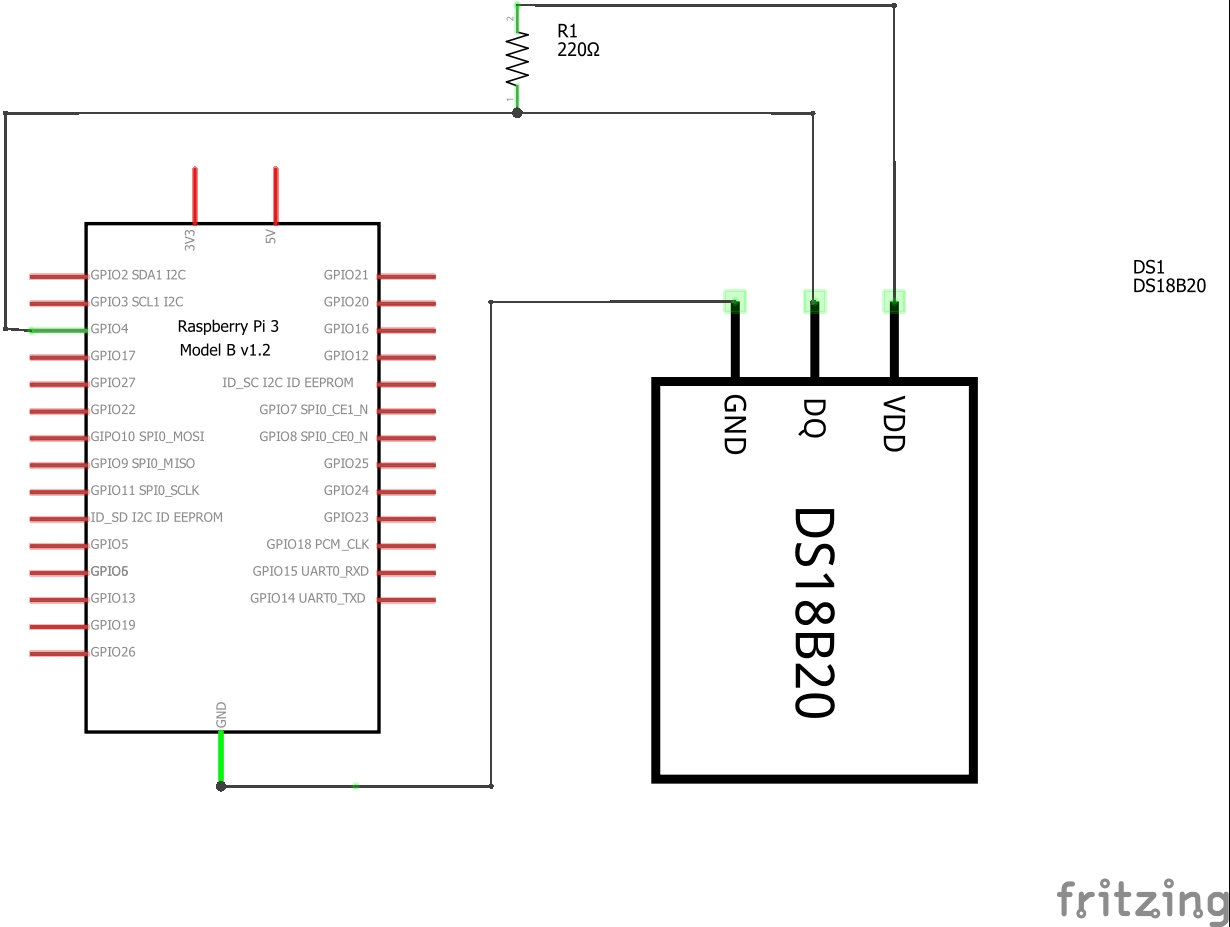 2
R1
220Ω
1
3V3
5V
GPIO2 SDA1 I2C
GPIO3 SCL1 I2C
GPIO4
GPIO17
GPIO27
GPIO22
GIPO10 SPI0_MOSI
GPIO9 SPI0_MISO
GPIO11 SPI0_SCLK
ID_SD I2C ID EEPROM
GPIO5
GPIO6
GPIO13
GPIO19
GPIO26
Raspberry Pi 3
Model B v1.2
GPIO21
GPIO20
GPIO16
GPIO12
ID_SC I2C ID EEPROM
GPIO7 SPI0_CE1_N
GPIO8 SPI0_CE0_N
GPIO25
GPIO24
GPIO23
GPIO18 PCM_CLK
GPIO15 UART0_RXD
GPIO14 UART0_TXD
GND
GND
DQ
VDD
DS18B20
DS1
DS18B20
fritzing